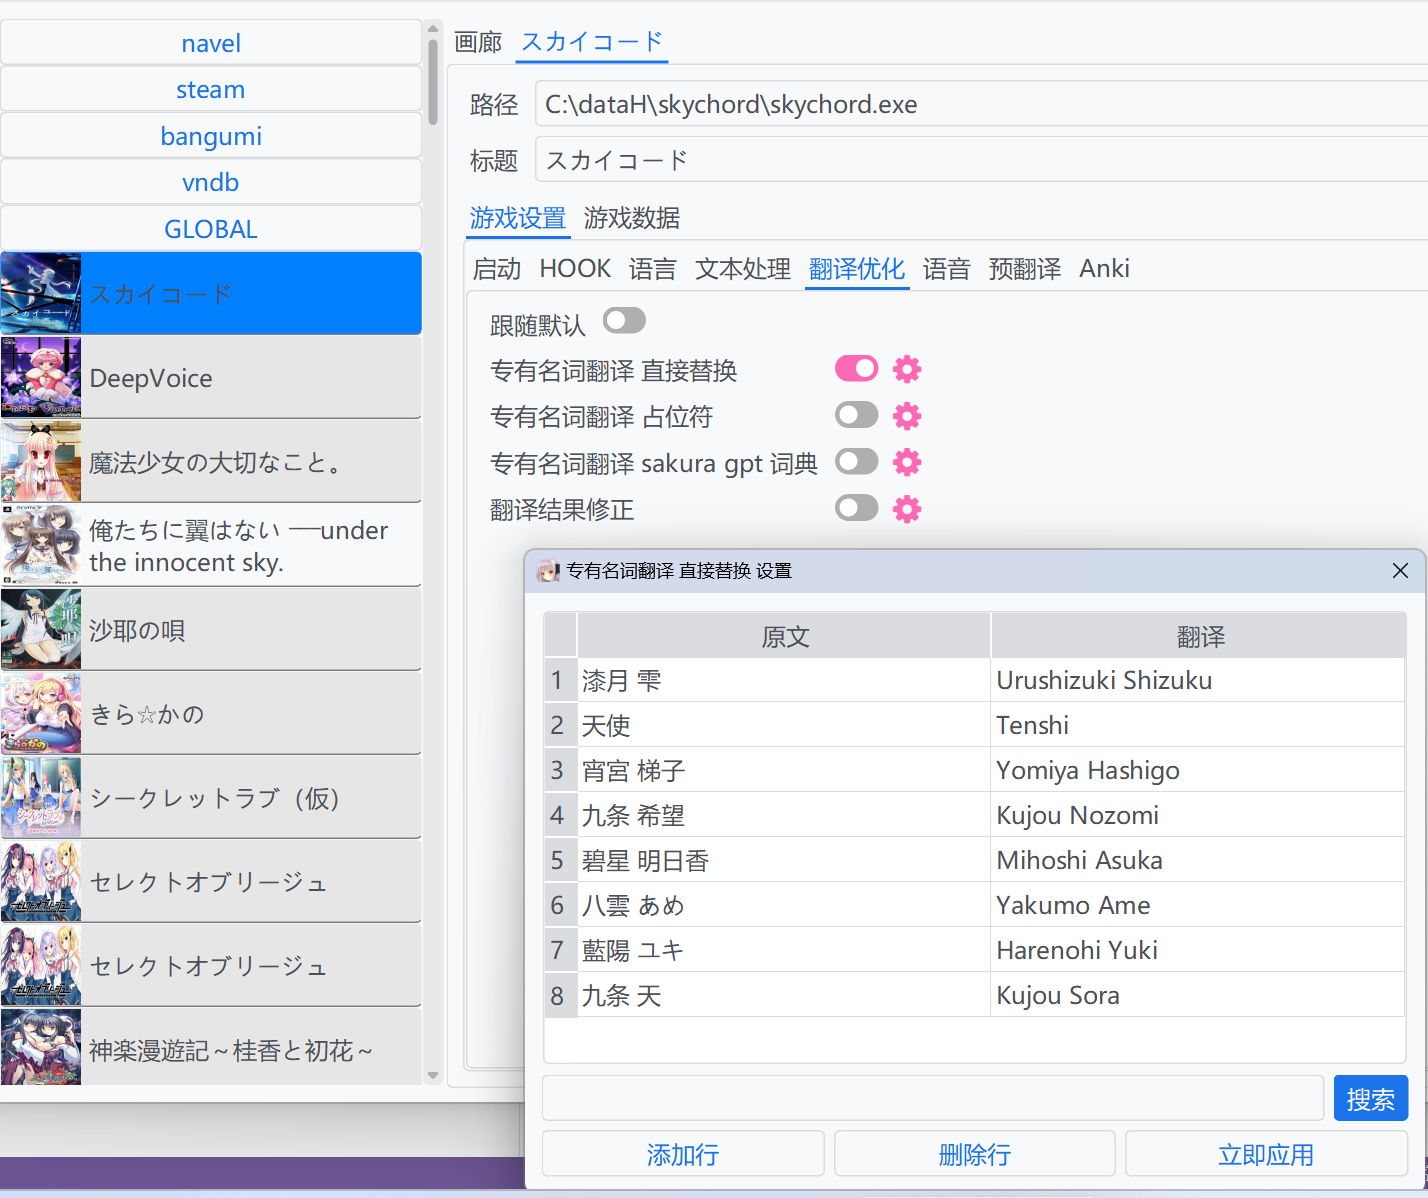 navel
steam
bangumi
vndb
GLOBAL
スカイコード
DeepVoice
魔法少女の大切なこと。
俺たちに翼はない ──under
the innocent sky.
沙耶の唄
きら☆かの
シークレットラブ（仮）
セレクトオブリージュ
セレクトオブリージュ
神楽漫遊記～桂香と初花～
画廊 スカイコード
路径 C:\dataH\skychord\skychord.exe
标题 スカイコード
游戏设置 游戏数据
启动 HOOK 语言 文本处理 翻译优化 语音 预翻译 Anki
跟随默认
专有名词翻译 直接替换
专有名词翻译 占位符
专有名词翻译 sakura gpt 词典
翻译结果修正
专有名词翻译 直接替换 设置
原文 翻译
1 漆月 雫 Urushizuki Shizuku
2 天使 Tenshi
3 宵宮 梯子 Yomiya Hashigo
4 九条 希望 Kujou Nozomi
5 碧星 明日香 Mihoshi Asuka
6 八雲 あめ Yakumo Ame
7 藍陽 ユキ Harenohi Yuki
8 九条 天 Kujou Sora
搜索
添加行 删除行 立即应用